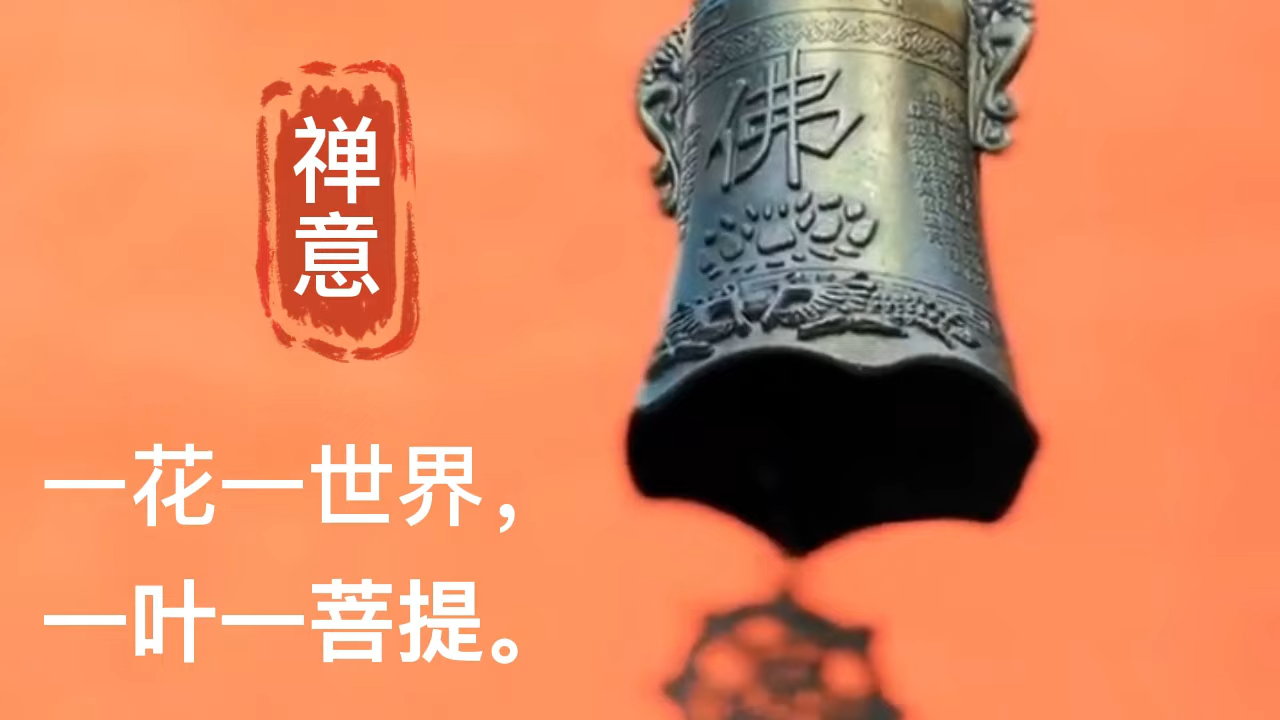 禅意
佛
一花一世界，
一叶一菩提。